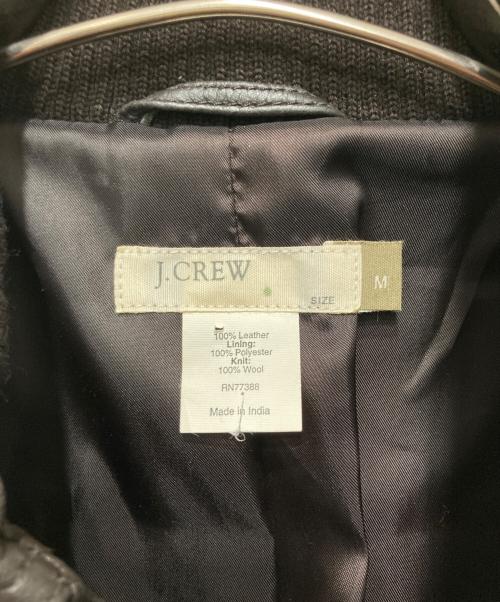 J.CREW
SIZE
M
100% Leather
Lining:
100% Polyester
Knit:
100% Wool
RN77388
Made in India